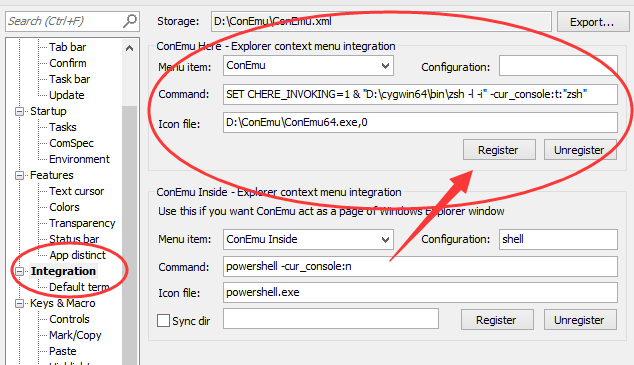 Search (Ctrl+F)
Storage:
D:\ConEmu\ConEmu.xml
Export...
Tab bar
Confirm
Task bar
Update
Startup
Tasks
ComSpec
Environment
Features
Text cursor
Colors
Transparency
Status bar
App distinct
Integration
Default term
Keys & Macro
Controls
Mark/Copy
Paste
ConEmu Here - Explorer context menu integration
Menu item:
ConEmu
Configuration:
Command:
SET CHERE_INVOKING=1 & "D:\cygwin64\bin\zsh -l -i" -cur_console:t:"zsh"
Icon file:
D:\ConEmu\ConEmu64.exe,0
Register
Unregister
ConEmu Inside - Explorer context menu integration
Use this if you want ConEmu act as a page of Windows Explorer window
Menu item:
ConEmu Inside
Configuration:
shell
Command:
powershell -cur_console:n
Icon file:
powershell.exe
Sync dir
Register
Unregister